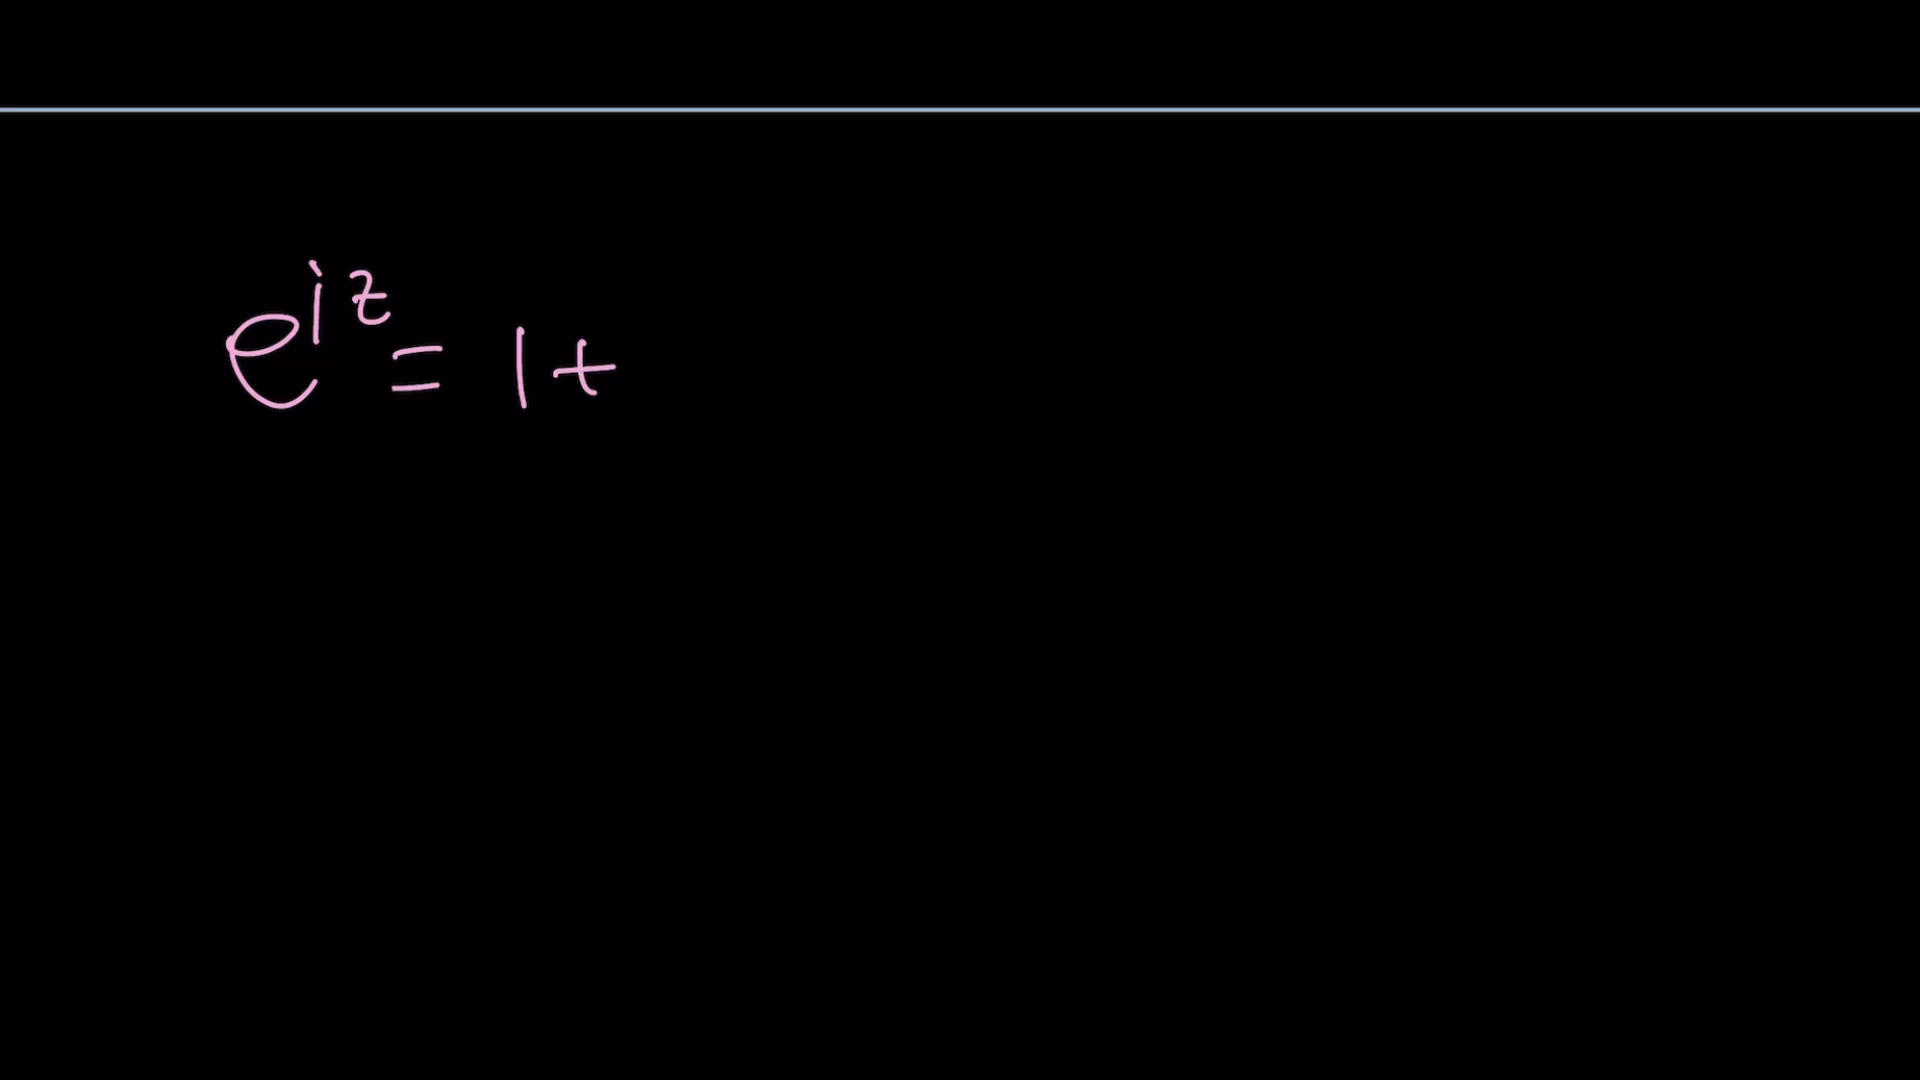 e^{iz} = 1 +